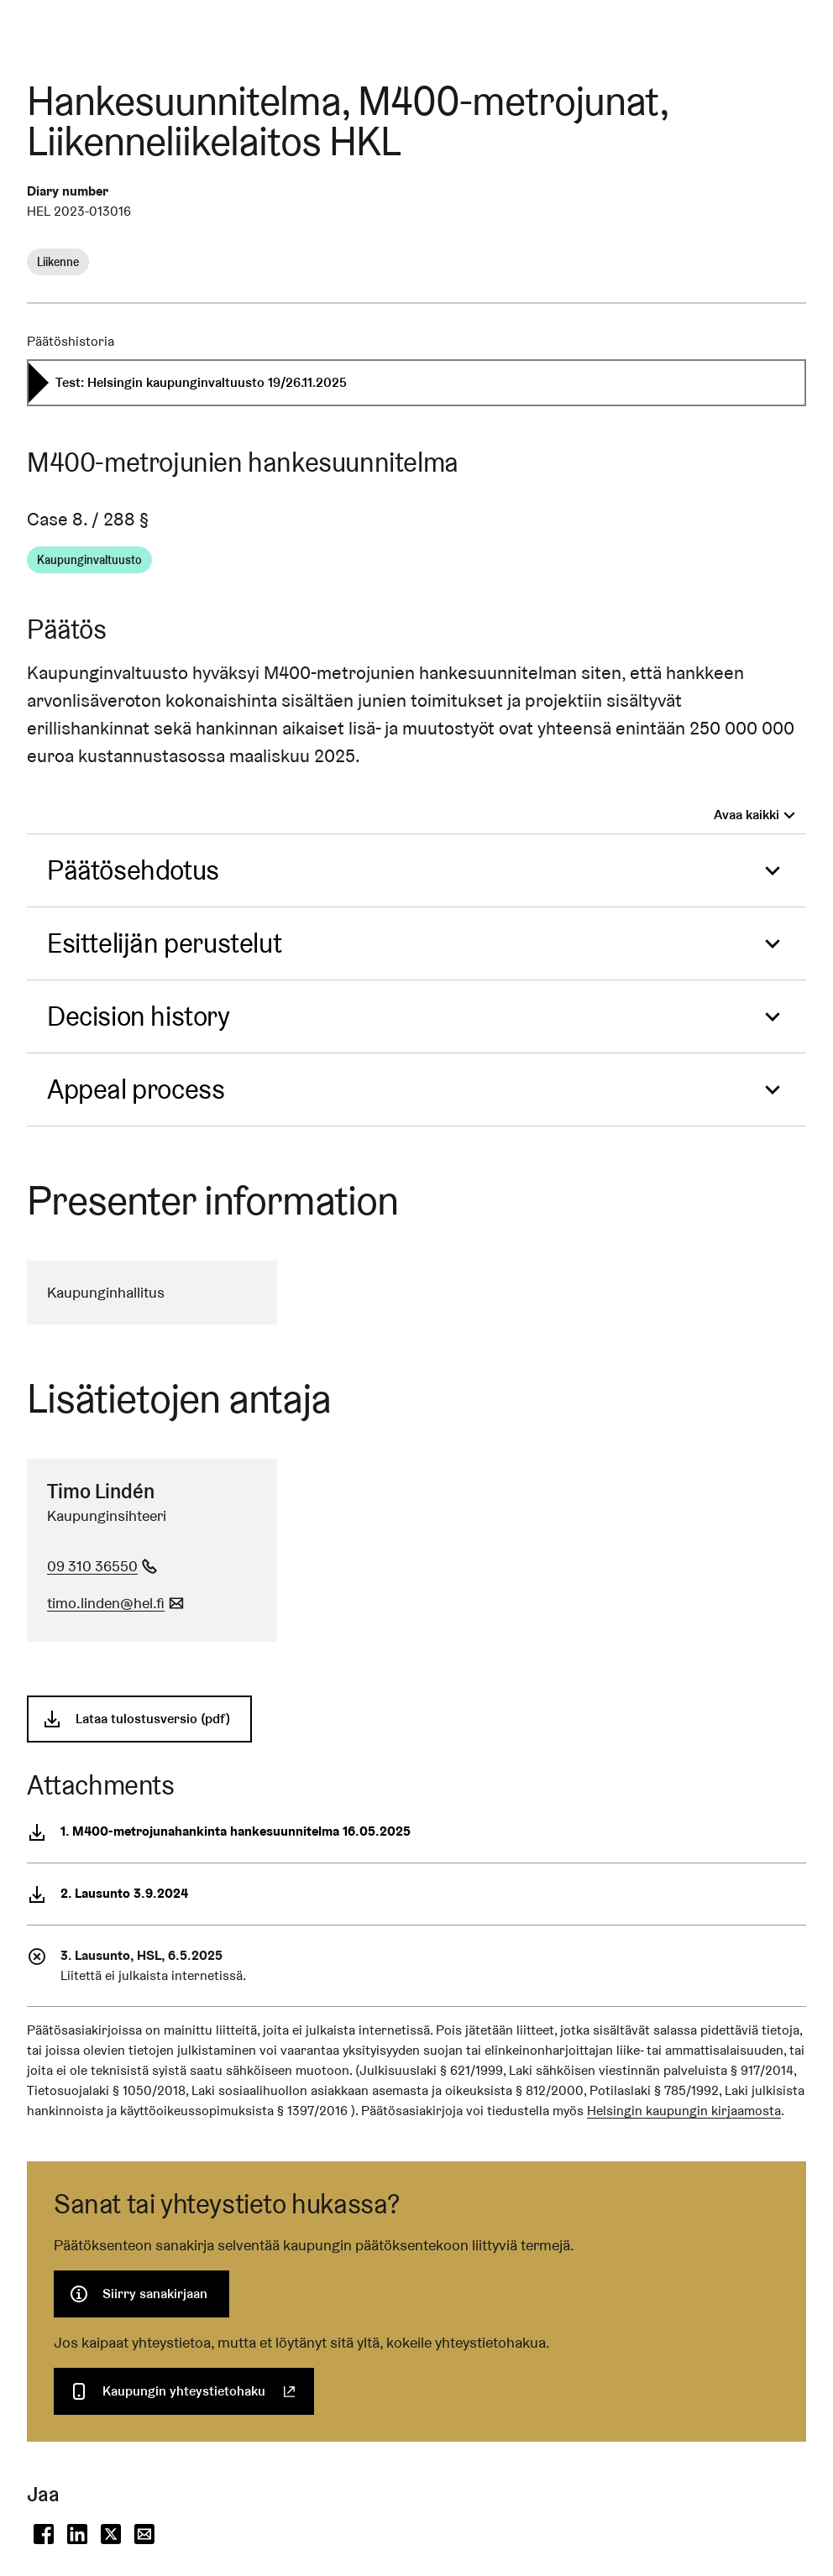 Hankesuunnitelma, M400-metrojunat,
Liikenneliikelaitos HKL
Diary number
HEL 2023-013016
Liikenne
Päätöshistoria
Test: Helsingin kaupunginvaltuusto 19/26.11.2025
M400-metrojunien hankesuunnitelma
Case 8. / 288 §
Kaupunginvaltuusto
Päätös
Kaupunginvaltuusto hyväksyi M400-metrojunien hankesuunnitelman siten, että hankkeen
arvonlisäveroton kokonaishinta sisältäen junien toimitukset ja projektiin sisältyvät
erillishankinnat sekä hankinnan aikaiset lisä- ja muutostyöt ovat yhteensä enintään 250 000 000
euroa kustannustasossa maaliskuu 2025.
Avaa kaikki
Päätösehdotus
Esittelijän perustelut
Decision history
Appeal process
Presenter information
Kaupunginhallitus
Lisätietojen antaja
Timo Lindén
Kaupunginsihteeri
09 310 36550
timo.linden@hel.fi
Lataa tulostusversio (pdf)
Attachments
1. M400-metrojunahankinta hankesuunnitelma 16.05.2025
2. Lausunto 3.9.2024
3. Lausunto, HSL, 6.5.2025
Liitettä ei julkaista internetissä.
Päätösasiakirjoissa on mainittu liitteitä, joita ei julkaista internetissä. Pois jätetään liitteet, jotka sisältävät salassa pidettäviä tietoja,
tai joissa olevien tietojen julkistaminen voi vaarantaa yksityisyyden suojan tai elinkeinonharjoittajan liike- tai ammattisalaisuuden, tai
joita ei ole teknisistä syistä saatu sähköiseen muotoon. (Julkisuuslaki § 621/1999, Laki sähköisen viestinnän palveluista § 917/2014,
Tietosuojalaki § 1050/2018, Laki sosiaalihuollon asiakkaan asemasta ja oikeuksista § 812/2000, Potilaslaki § 785/1992, Laki julkisista
hankinnoista ja käyttöoikeussopimuksista § 1397/2016 ). Päätösasiakirjoja voi tiedustella myös Helsingin kaupungin kirjaamosta.
Sanat tai yhteystieto hukassa?
Päätöksenteon sanakirja selventää kaupungin päätöksentekoon liittyviä termejä.
Siirry sanakirjaan
Jos kaipaat yhteystietoa, mutta et löytänyt sitä yltä, kokeile yhteystietohakua.
Kaupungin yhteystietohaku
Jaa